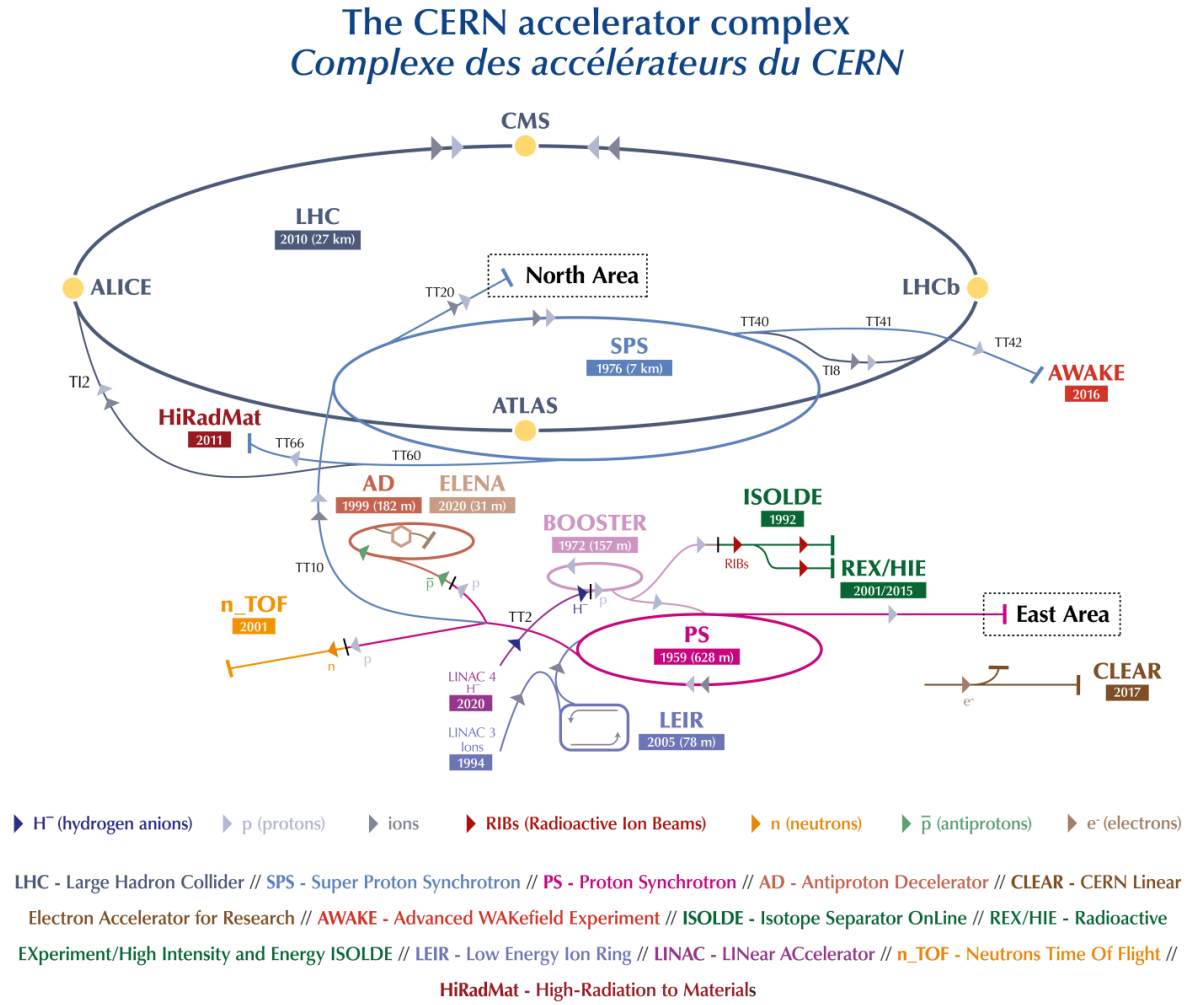 The CERN accelerator complex
Complexe des accélérateurs du CERN
CMS
LHC
2010 (27 km)
North Area
ALICE
LHCb
TT20
TT40
TT41
TT42
SPS
1976 (7 km)
TI8
AWAKE
2016
TI2
ATLAS
HiRadMat
2011
TT66
TT60
AD
1999 (182 m)
ELENA
2020 (31 m)
ISOLDE
1992
BOOSTER
1972 (157 m)
RIBs
REX/HIE
2001/2015
TT10
p̅
p
H⁻
p
n_TOF
2001
TT2
East Area
PS
1959 (628 m)
n
p
LINAC 4
H⁻
2020
CLEAR
2017
e⁻
LINAC 3
Ions
1994
LEIR
2005 (78 m)
H⁻ (hydrogen anions)
p (protons)
ions
RIBs (Radioactive Ion Beams)
n (neutrons)
p̅ (antiprotons)
e⁻ (electrons)
LHC - Large Hadron Collider // SPS - Super Proton Synchrotron // PS - Proton Synchrotron // AD - Antiproton Decelerator // CLEAR - CERN Linear
Electron Accelerator for Research // AWAKE - Advanced WAKefield Experiment // ISOLDE - Isotope Separator OnLine // REX/HIE - Radioactive
EXperiment/High Intensity and Energy ISOLDE // LEIR - Low Energy Ion Ring // LINAC - LINear ACcelerator // n_TOF - Neutrons Time Of Flight //
HiRadMat - High-Radiation to Materials